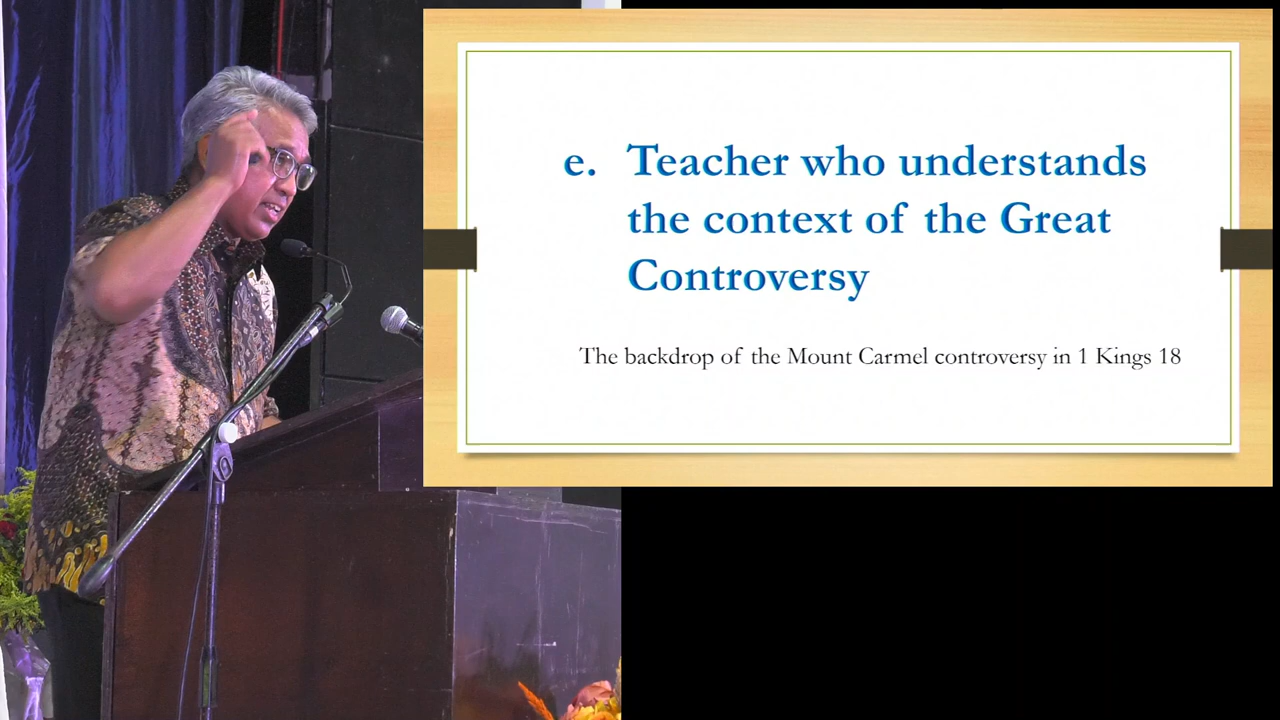 e. Teacher who understands
the context of the Great
Controversy
The backdrop of the Mount Carmel controversy in 1 Kings 18